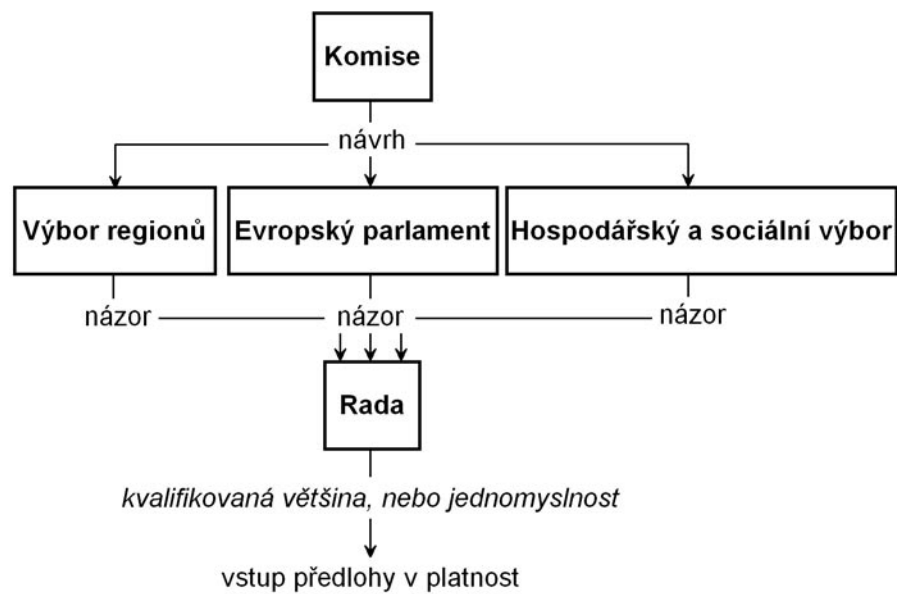 Komise
návrh
Výbor regionů
Evropský parlament
Hospodářský a sociální výbor
názor
názor
názor
Rada
kvalifikovaná většina, nebo jednomyslnost
vstup předlohy v platnost